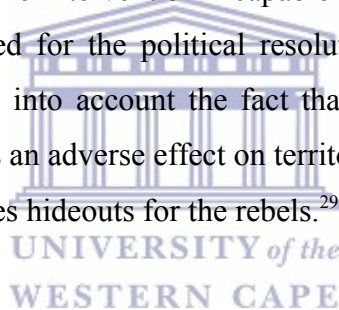 ed for the political resolut
into account the fact tha
an adverse effect on territo
es hideouts for the rebels.29
UNIVERSITY of the
WESTERN CAPE